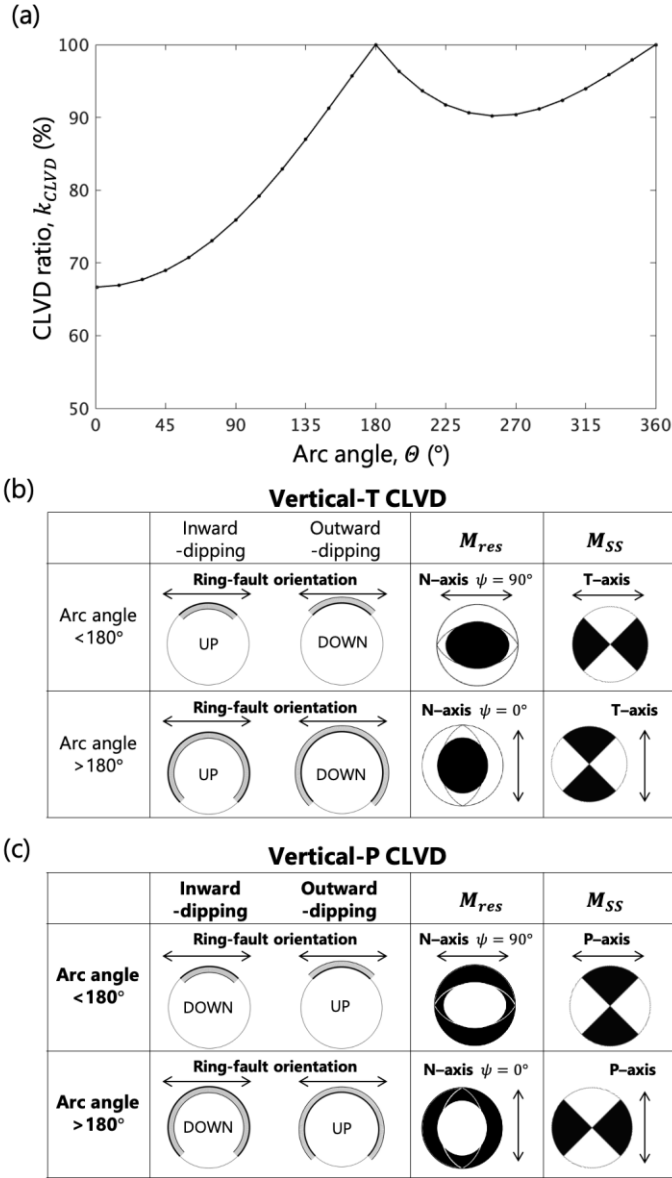 (a)
100
90
80
70
60
50
CLVD ratio, k_CLVD (%)
0 45 90 135 180 225 270 315 360
Arc angle, Θ (°)
(b)
Vertical-T CLVD
Inward
-dipping
Outward
-dipping
M_res
M_SS
Arc angle
<180°
Ring-fault orientation
UP
DOWN
N–axis ψ = 90°
T–axis
Arc angle
>180°
Ring-fault orientation
UP
DOWN
N–axis ψ = 0°
T–axis
(c)
Vertical-P CLVD
Inward
-dipping
Outward
-dipping
M_res
M_SS
Arc angle
<180°
Ring-fault orientation
DOWN
UP
N–axis ψ = 90°
P–axis
Arc angle
>180°
Ring-fault orientation
DOWN
UP
N–axis ψ = 0°
P–axis